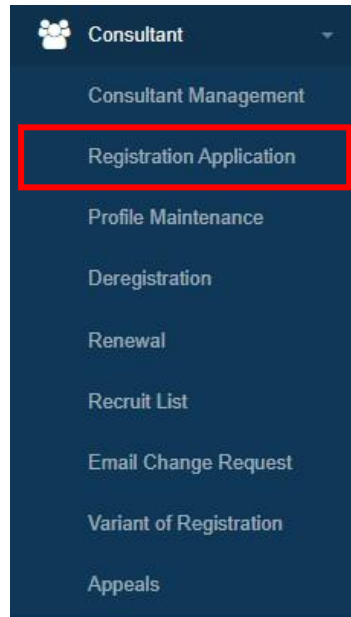 Consultant
Consultant Management
Registration Application
Profile Maintenance
Deregistration
Renewal
Recruit List
Email Change Request
Variant of Registration
Appeals